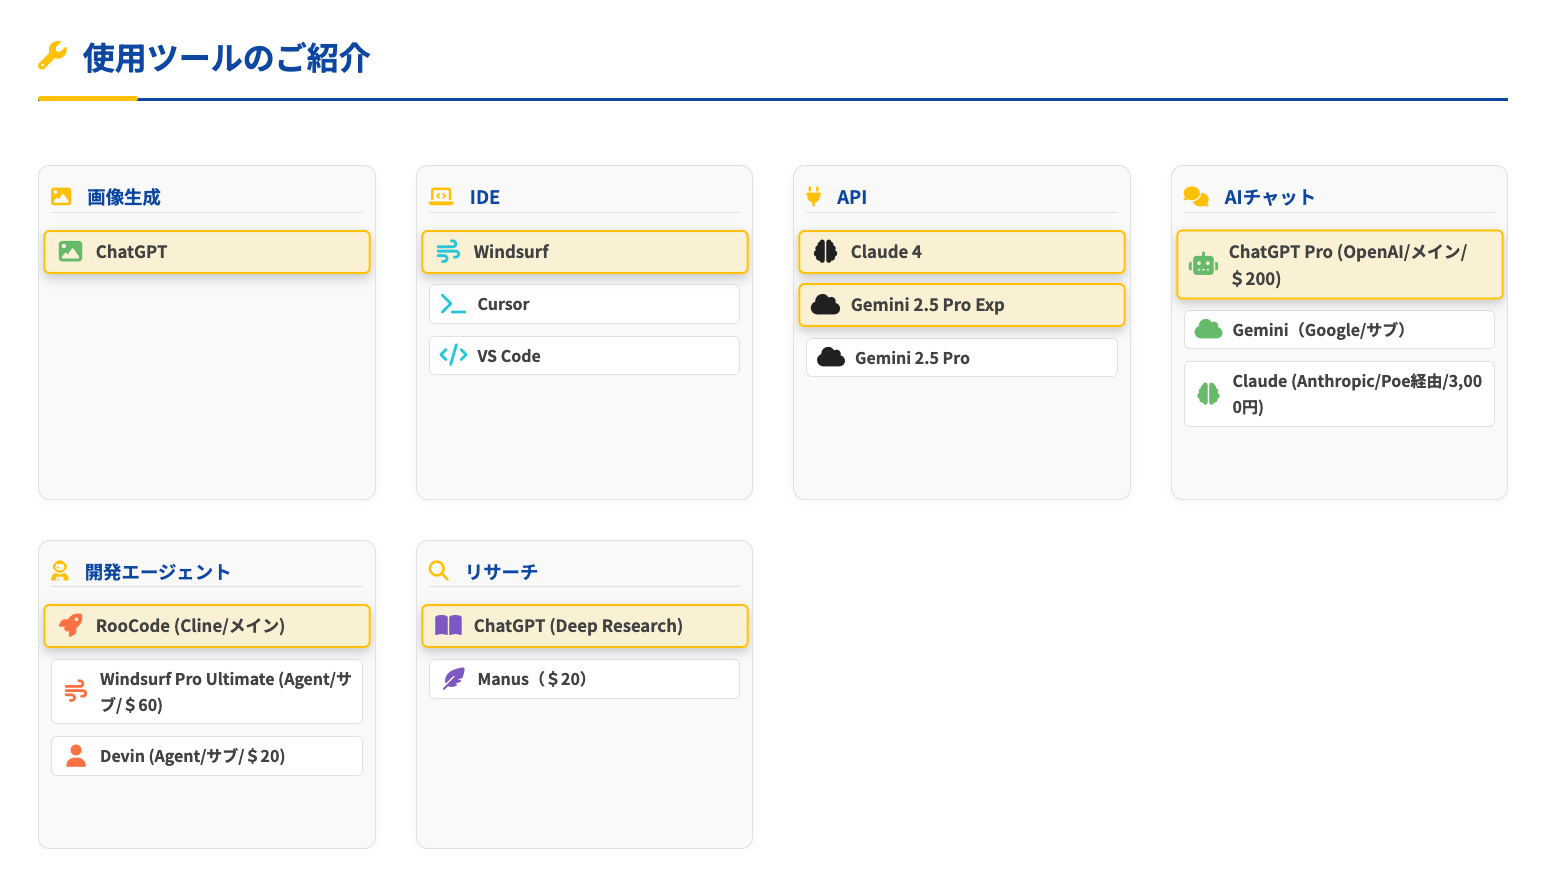 使用ツールのご紹介
画像生成
ChatGPT
IDE
Windsurf
Cursor
VS Code
API
Claude 4
Gemini 2.5 Pro Exp
Gemini 2.5 Pro
AIチャット
ChatGPT Pro (OpenAI/メイン/
＄200)
Gemini（Google/サブ）
Claude (Anthropic/Poe経由/3,00
0円)
開発エージェント
RooCode (Cline/メイン)
Windsurf Pro Ultimate (Agent/サ
ブ/＄60)
Devin (Agent/サブ/＄20)
リサーチ
ChatGPT (Deep Research)
Manus（＄20）